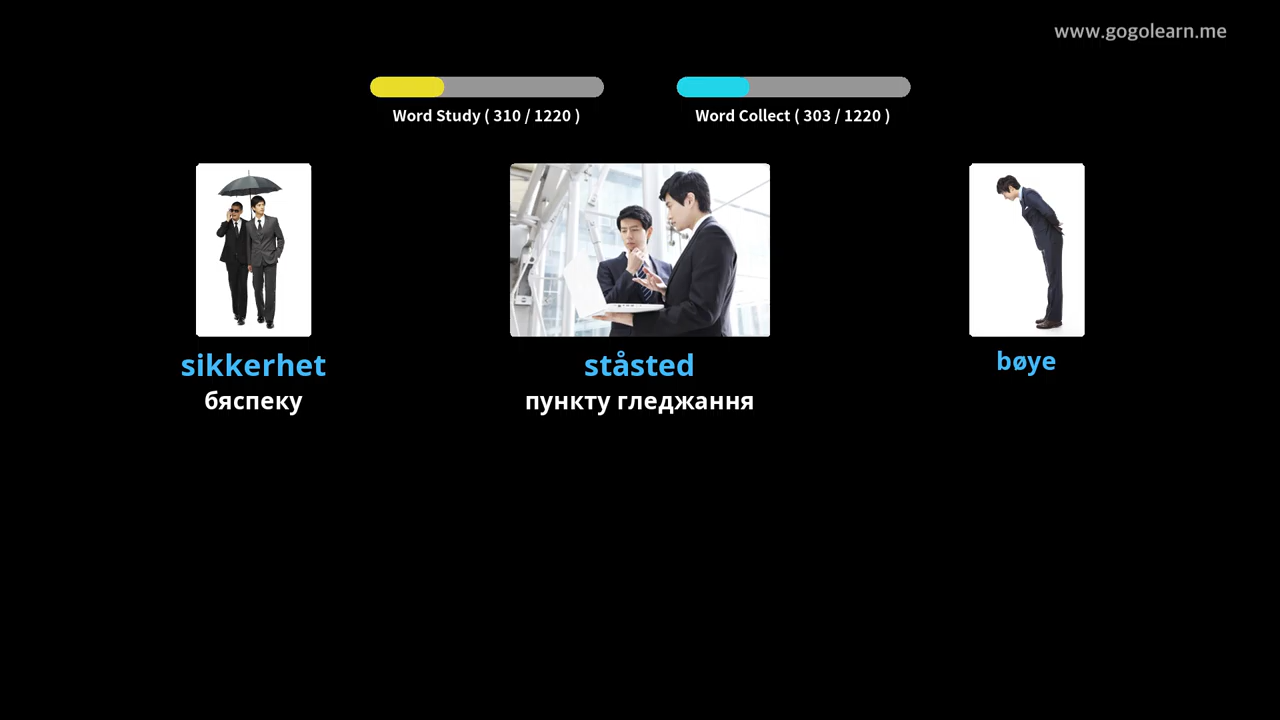 www.gogolearn.me
Word Study ( 310 / 1220 )
Word Collect ( 303 / 1220 )
sikkerhet
бяспеку
ståsted
пункту гледжання
bøye